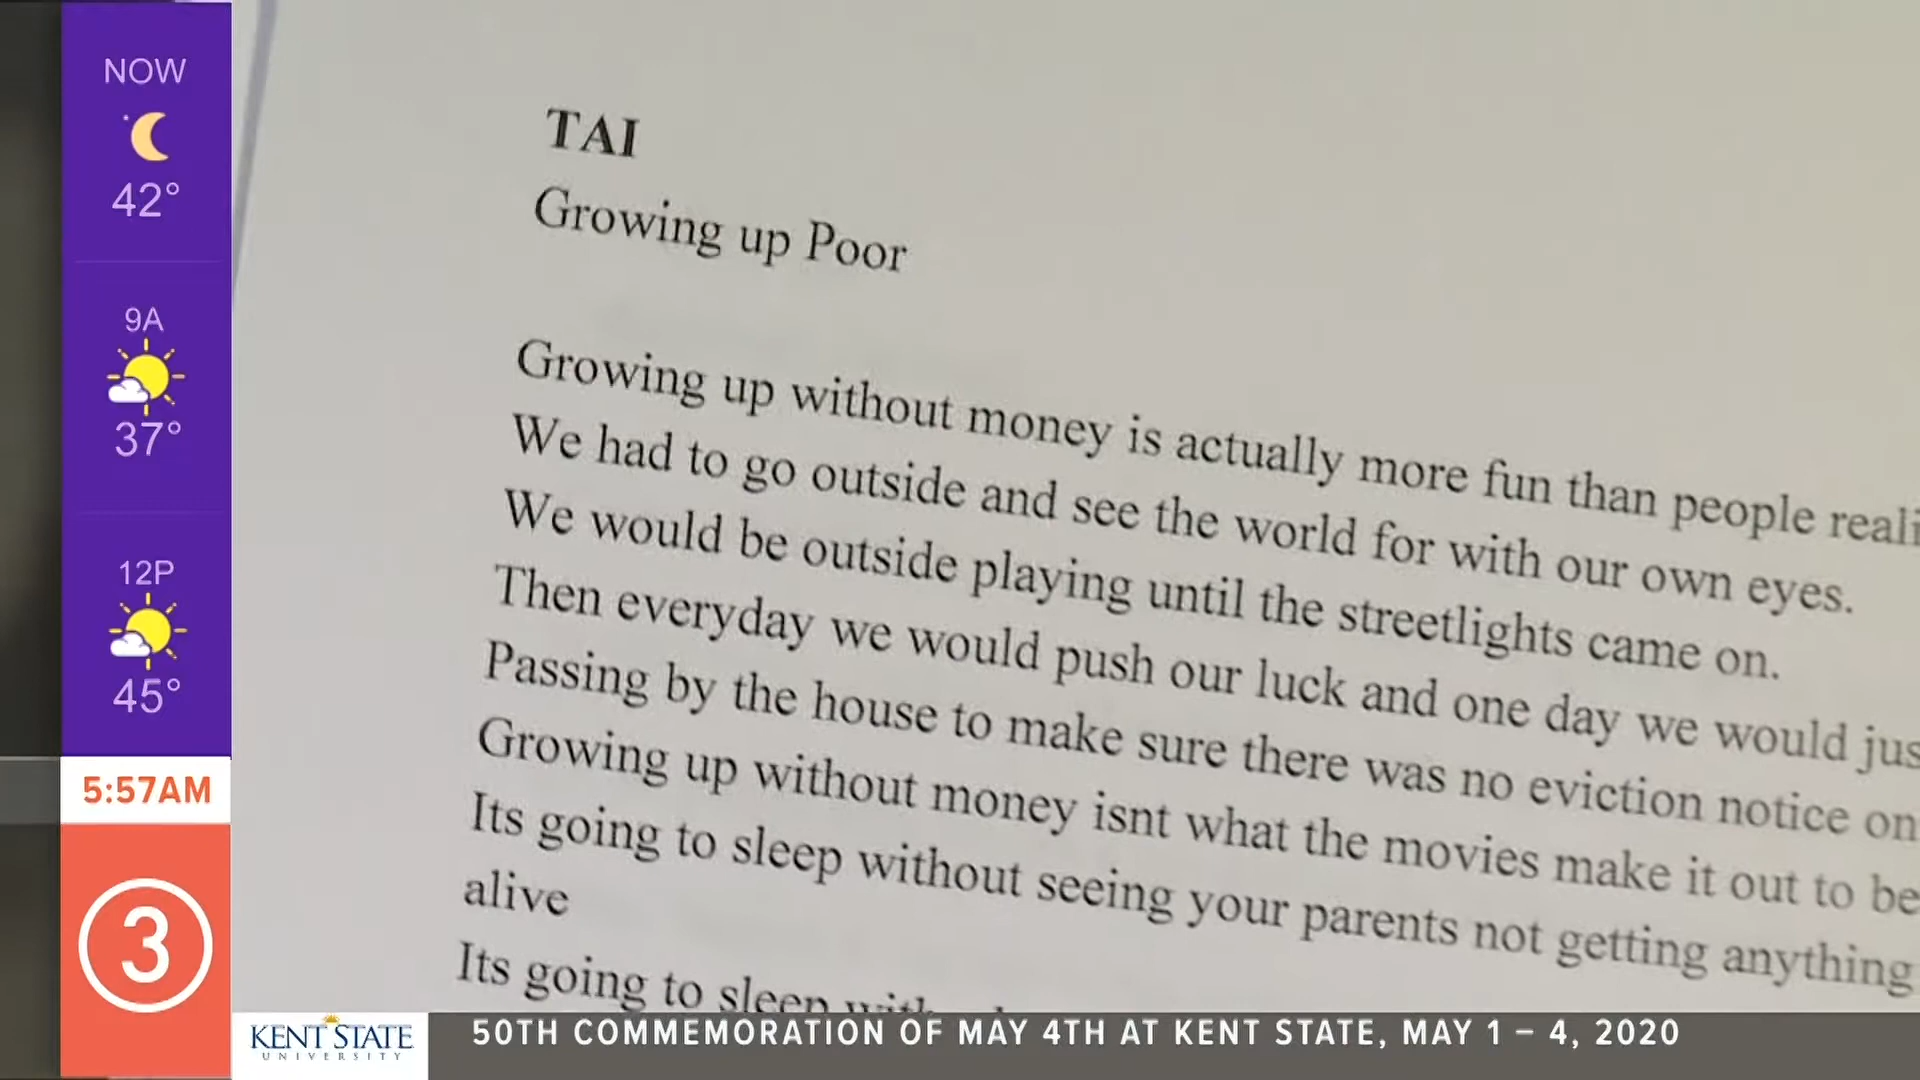 NOW
42°
9A
37°
12P
45°
5:57AM
3
TAI
Growing up Poor
Growing up without money is actually more fun than people
We had to go outside and see the world for with our own eyes.
We would be outside playing until the streetlights came on.
Then everyday we would push our luck and one day we would
Passing by the house to make sure there was no eviction notice on
Growing up without money isnt what the movies make it out to be
Its going to sleep without seeing your parents not getting anything
alive
Its going to sleep
KENT STATE
UNIVERSITY
50TH COMMEMORATION OF MAY 4TH AT KENT STATE, MAY 1 – 4, 2020